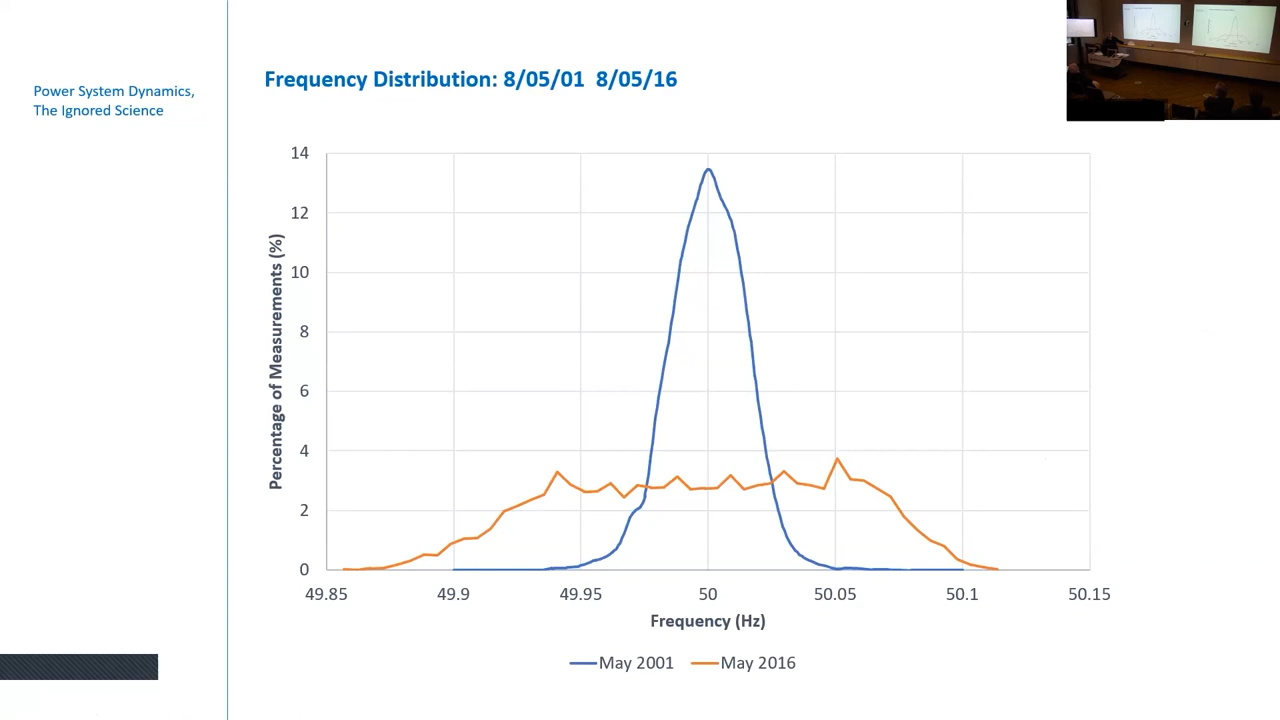 Power System Dynamics,
The Ignored Science
Frequency Distribution: 8/05/01 8/05/16
Percentage of Measurements (%)
14
12
10
8
6
4
2
0
49.85 49.9 49.95 50 50.05 50.1 50.15
Frequency (Hz)
May 2001 May 2016